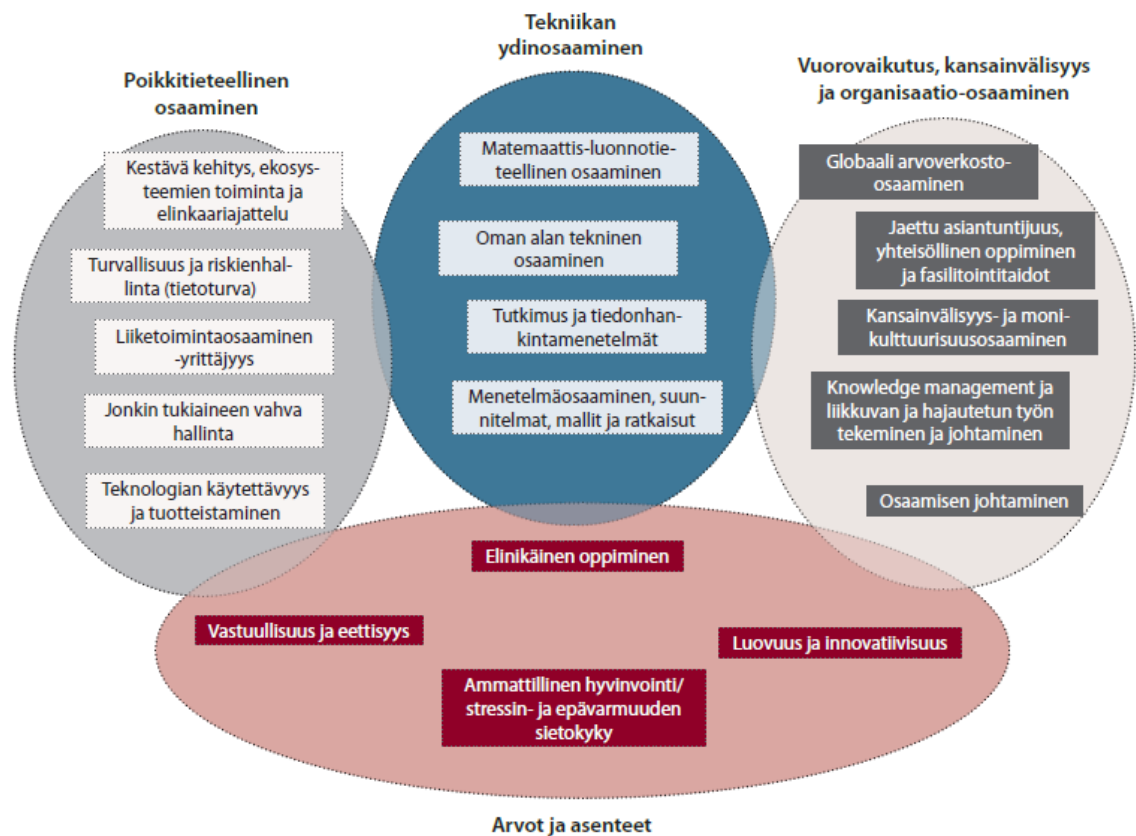 Tekniikan
ydinosaaminen
Poikkitieteellinen
osaaminen
Vuorovaikutus, kansainvälisyys
ja organisaatio-osaaminen
Kestävä kehitys, ekosys-
teemien toiminta ja
elinkaariajattelu
Turvallisuus ja riskienhal-
linta (tietoturva)
Liiketoimintaosaaminen
-yrittäjyys
Jonkin tukiaineen vahva
hallinta
Teknologian käytettävyys
ja tuotteistaminen
Matemaattis-luonnotie-
teellinen osaaminen
Oman alan tekninen
osaaminen
Tutkimus ja tiedonhan-
kintamenetelmät
Menetelmäosaaminen, suun-
nitelmat, mallit ja ratkaisut
Globaali arvoverkosto-
osaaminen
Jaettu asiantuntijuus,
yhteisöllinen oppiminen
ja fasilitointitaidot
Kansainvälisyys- ja moni-
kulttuurisuusosaaminen
Knowledge management ja
liikkuvan ja hajautetun työn
tekeminen ja johtaminen
Osaamisen johtaminen
Elinikäinen oppiminen
Vastuullisuus ja eettisyys
Luovuus ja innovatiivisuus
Ammattillinen hyvinvointi/
stressin- ja epävarmuuden
sietokyky
Arvot ja asenteet